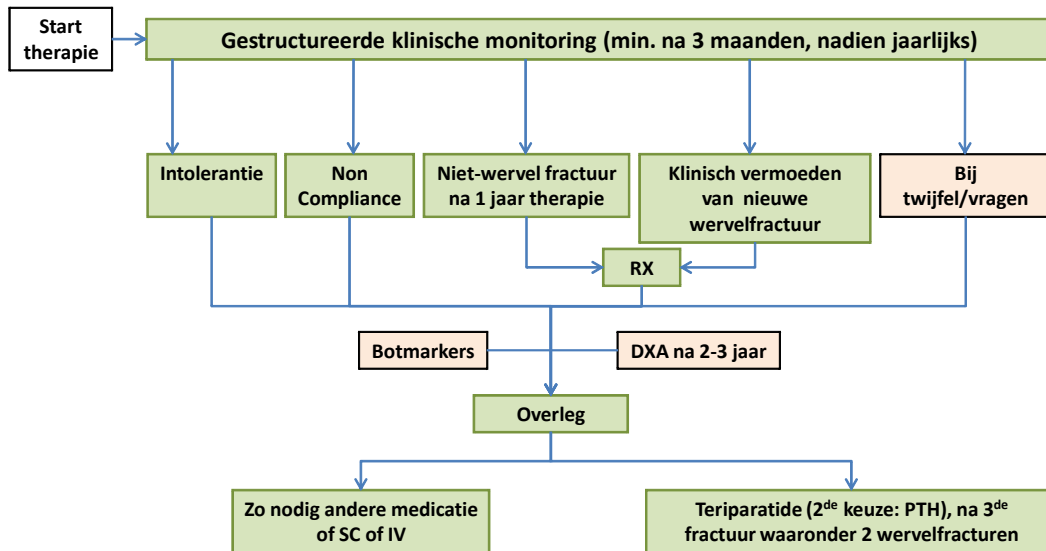 Start
therapie
Gestructureerde klinische monitoring (min. na 3 maanden, nadien jaarlijks)
Intolerantie
Non
Compliance
Niet-wervel fractuur
na 1 jaar therapie
Klinisch vermoeden
van nieuwe
wervelfractuur
Bij
twijfel/vragen
RX
Botmarkers
DXA na 2-3 jaar
Overleg
Zo nodig andere medicatie
of SC of IV
Teriparatide (2de keuze: PTH), na 3de
fractuur waaronder 2 wervelfracturen